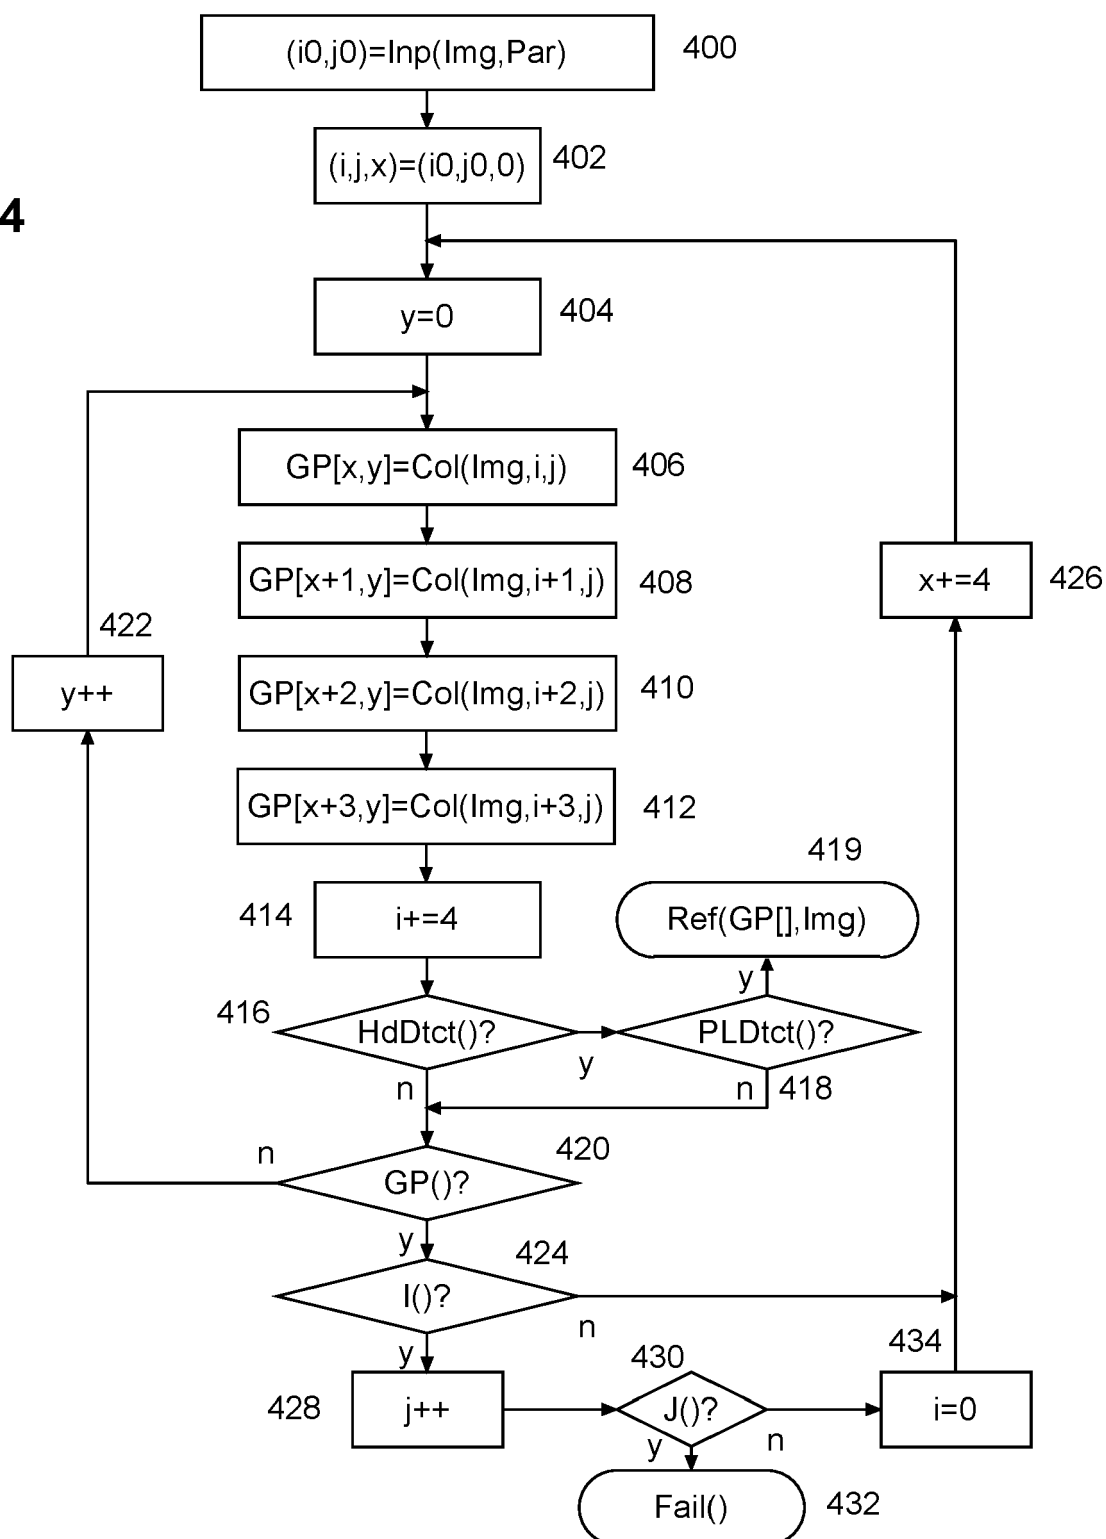 (i0,j0)=Inp(Img,Par) 400
(i,j,x)=(i0,j0,0) 402
4
y=0 404
GP[x,y]=Col(Img,i,j) 406
GP[x+1,y]=Col(Img,i+1,j) 408
x+=4 426
422
y++
GP[x+2,y]=Col(Img,i+2,j) 410
GP[x+3,y]=Col(Img,i+3,j) 412
419
414 i+=4
Ref(GP[],Img)
y
416 HdDtct()?
y
PLDtct()?
n
n 418
n
420
GP()?
y
424
I()?
n
y
430
434
428 j++
J()?
i=0
y n
Fail() 432